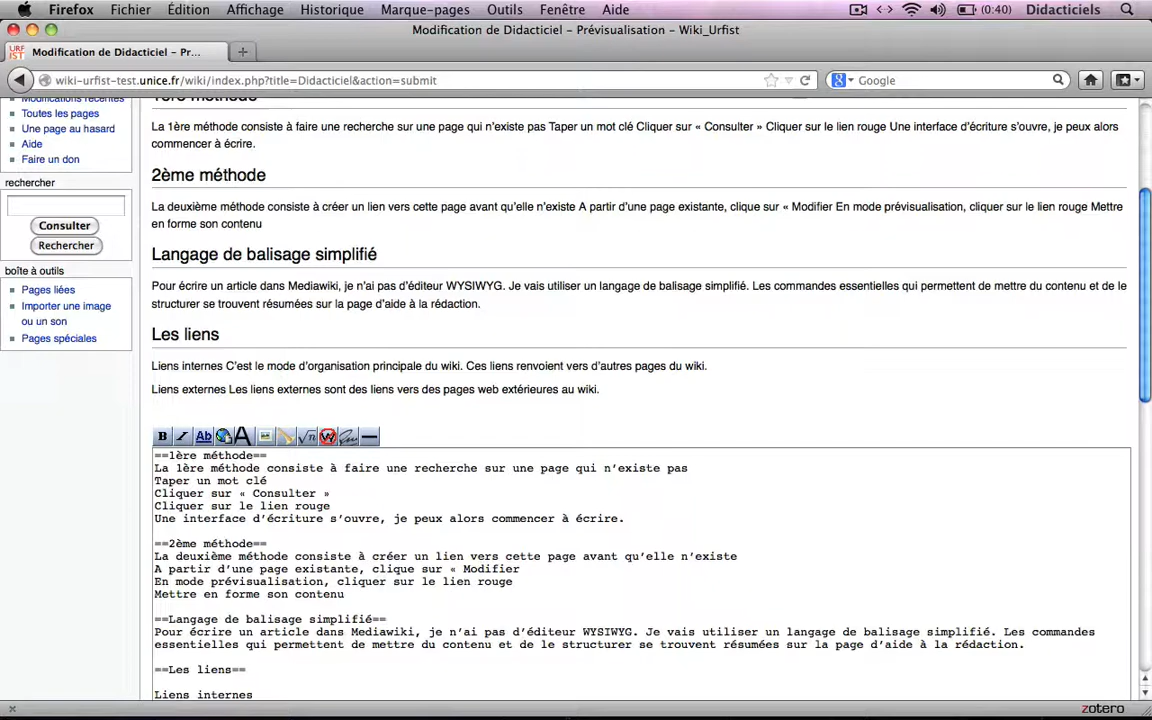 Firefox Fichier Édition Affichage Historique Marque-pages Outils Fenêtre Aide (0:40) Didacticiels
Modification de Didacticiel – Prévisualisation – Wiki_Urfist
URF IST Modification de Didacticiel – Pr...
wiki-urfist-test.unice.fr/wiki/index.php?title=Didacticiel&action=submit
Google
Modifications récentes
Toutes les pages
Une page au hasard
Aide
Faire un don
rechercher
Consulter
Rechercher
boîte à outils
Pages liées
Importer une image
ou un son
Pages spéciales
1ère méthode
La 1ère méthode consiste à faire une recherche sur une page qui n'existe pas Taper un mot clé Cliquer sur « Consulter » Cliquer sur le lien rouge Une interface d'écriture s'ouvre, je peux alors
commencer à écrire.
2ème méthode
La deuxième méthode consiste à créer un lien vers cette page avant qu'elle n'existe A partir d'une page existante, clique sur « Modifier En mode prévisualisation, cliquer sur le lien rouge Mettre
en forme son contenu
Langage de balisage simplifié
Pour écrire un article dans Mediawiki, je n'ai pas d'éditeur WYSIWYG. Je vais utiliser un langage de balisage simplifié. Les commandes essentielles qui permettent de mettre du contenu et de le
structurer se trouvent résumées sur la page d'aide à la rédaction.
Les liens
Liens internes C'est le mode d'organisation principale du wiki. Ces liens renvoient vers d'autres pages du wiki.
Liens externes Les liens externes sont des liens vers des pages web extérieures au wiki.
B I Ab A √n W
==1ère méthode==
La 1ère méthode consiste à faire une recherche sur une page qui n'existe pas
Taper un mot clé
Cliquer sur « Consulter »
Cliquer sur le lien rouge
Une interface d'écriture s'ouvre, je peux alors commencer à écrire.
==2ème méthode==
La deuxième méthode consiste à créer un lien vers cette page avant qu'elle n'existe
A partir d'une page existante, clique sur « Modifier
En mode prévisualisation, cliquer sur le lien rouge
Mettre en forme son contenu
==Langage de balisage simplifié==
Pour écrire un article dans Mediawiki, je n'ai pas d'éditeur WYSIWYG. Je vais utiliser un langage de balisage simplifié. Les commandes
essentielles qui permettent de mettre du contenu et de le structurer se trouvent résumées sur la page d'aide à la rédaction.
==Les liens==
Liens internes
zotero